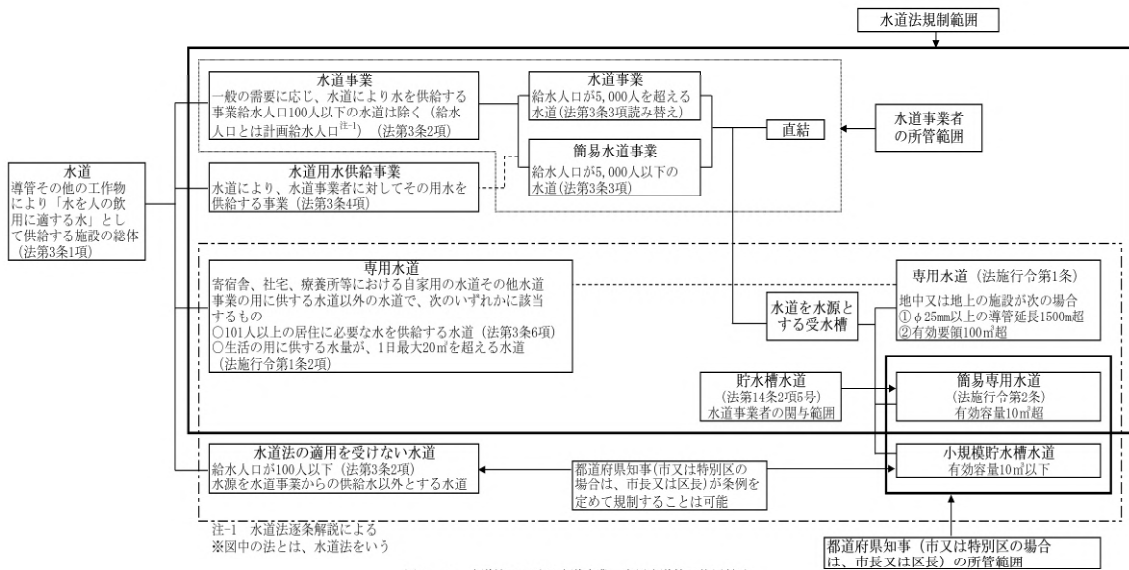 水道法規制範囲
水道事業
一般の需要に応じ、水道により水を供給する
事業給水人口100人以下の水道は除く（給水
人口とは計画給水人口注-1）（法第3条2項）
水道事業
給水人口が5,000人を超える
水道(法第3条3項読み替え)
直結
水道事業者
の所管範囲
簡易水道事業
給水人口が5,000人以下の
水道(法第3条3項)
水道
導管その他の工作物
により「水を人の飲
用に適する水」とし
て供給する施設の総体
(法第3条1項)
水道用水供給事業
水道により、水道事業者に対してその用水を
供給する事業(法第3条4項)
専用水道
寄宿舎、社宅、療養所等における自家用の水道その他水道
事業の用に供する水道以外の水道で、次のいずれかに該当
するもの
○101人以上の居住に必要な水を供給する水道（法第3条6項）
○生活の用に供する水量が、1日最大20㎥を超える水道
（法施行令第1条2項）
水道を水源と
する受水槽
専用水道（法施行令第1条）
地中又は地上の施設が次の場合
①φ25mm以上の導管延長1500m超
②有効要領100㎥超
貯水槽水道
(法第14条2項5号)
水道事業者の関与範囲
簡易専用水道
(法施行令第2条)
有効容量10㎥超
水道法の適用を受けない水道
給水人口が100人以下（法第3条2項）
水源を水道事業からの供給水以外とする水道
都道府県知事(市又は特別区の
場合は、市長又は区長)が条例を
定めて規制することは可能
小規模貯水槽水道
有効容量10㎥以下
注-1　水道法逐条解説による
※図中の法とは、水道法をいう
都道府県知事（市又は特別区の場合
は、市長又は区長）の所管範囲